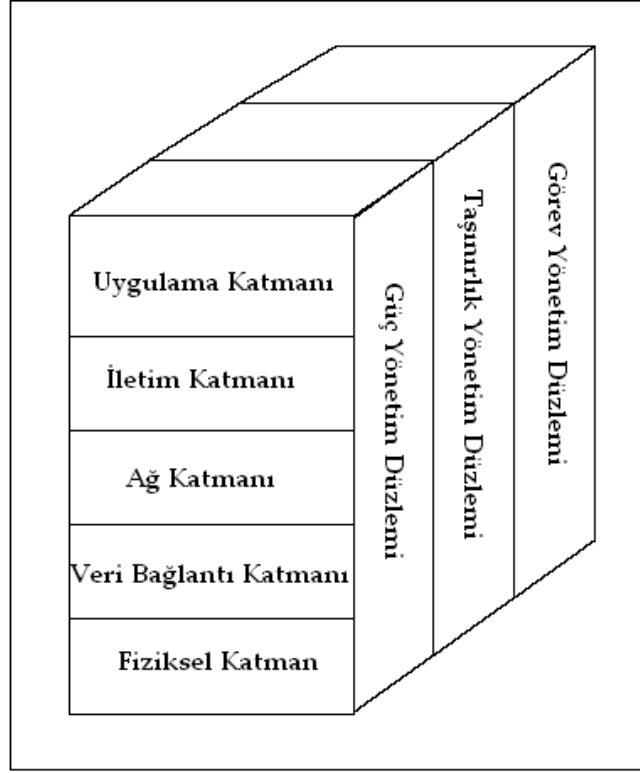 Uygulama Katmanı
İletim Katmanı
Ağ Katmanı
Veri Bağlantı Katmanı
Fiziksel Katman
Güç Yönetim Düzlemi
Taşınırlık Yönetim Düzlemi
Görev Yönetim Düzlemi